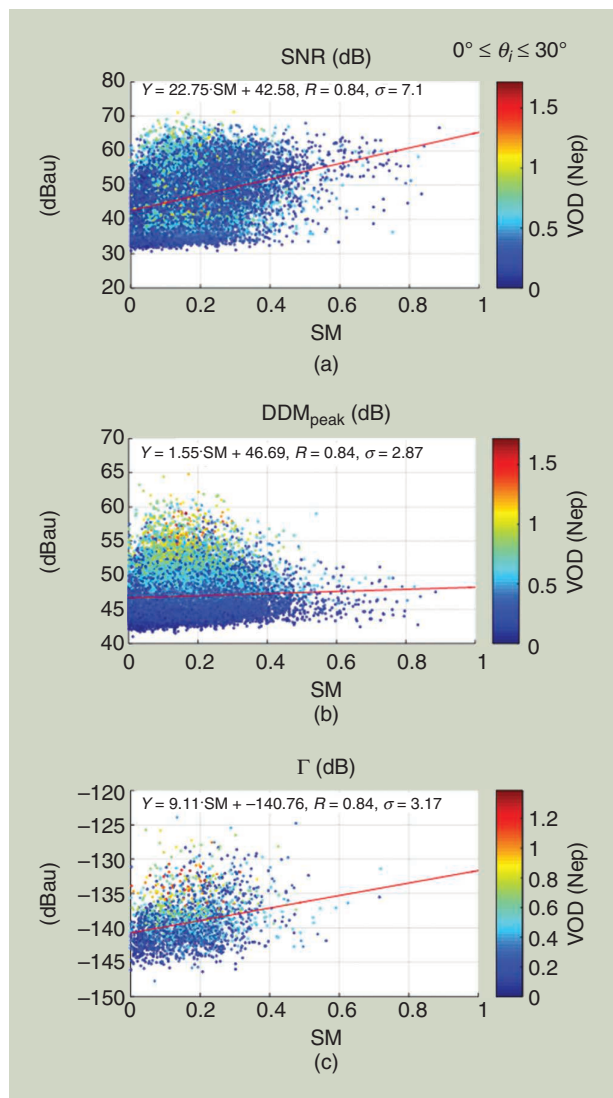 SNR (dB)
0° ≤ θi ≤ 30°
Y = 22.75·SM + 42.58, R = 0.84, σ = 7.1
80
70
60
50
40
30
20
(dBau)
0
0.2
0.4
0.6
0.8
1
SM
1.5
1
0.5
0
VOD (Nep)
(a)
DDMpeak (dB)
Y = 1.55·SM + 46.69, R = 0.84, σ = 2.87
70
65
60
55
50
45
40
(dBau)
0
0.2
0.4
0.6
0.8
1
SM
1.5
1
0.5
0
VOD (Nep)
(b)
Γ (dB)
Y = 9.11·SM + −140.76, R = 0.84, σ = 3.17
−120
−125
−130
−135
−140
−145
−150
(dBau)
0
0.2
0.4
0.6
0.8
1
SM
1.2
1
0.8
0.6
0.4
0.2
0
VOD (Nep)
(c)